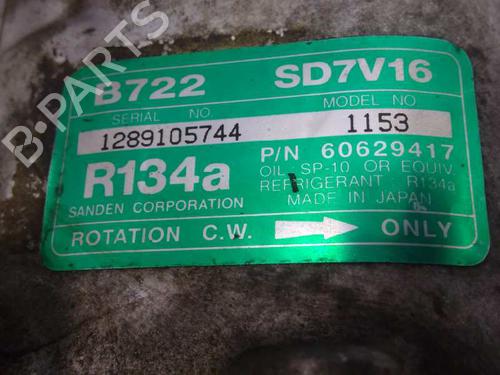 B-PARTS
B722 SD7V16
SERIAL NO. MODEL NO
1289105744 1153
P/N 60629417
R134a OIL SP-10 OR EQUIV.
REFRIGERANT R134a
SANDEN CORPORATION MADE IN JAPAN
ROTATION C.W. ONLY